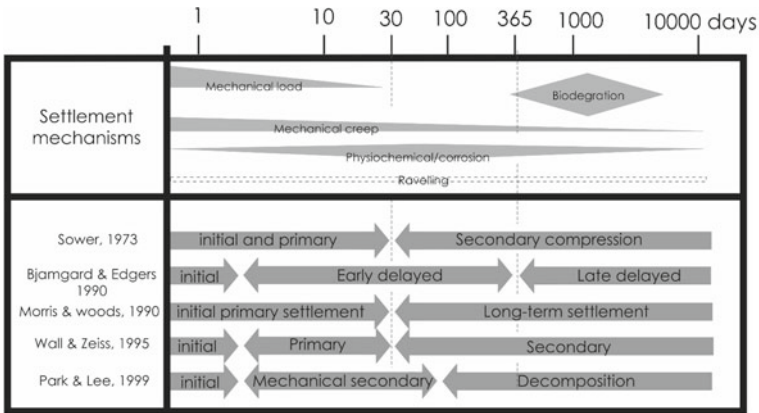 1 10 30 100 365 1000 10000 days
Settlement
mechanisms
Mechanical load
Biodegration
Mechanical creep
Physiochemical/corrosion
Ravelling
Sower, 1973
initial and primary
Secondary compression
Bjamgard & Edgers
1990
initial
Early delayed
Late delayed
Morris & woods, 1990
initial primary settlement
Long-term settlement
Wall & Zeiss, 1995
initial
Primary
Secondary
Park & Lee, 1999
initial
Mechanical secondary
Decomposition